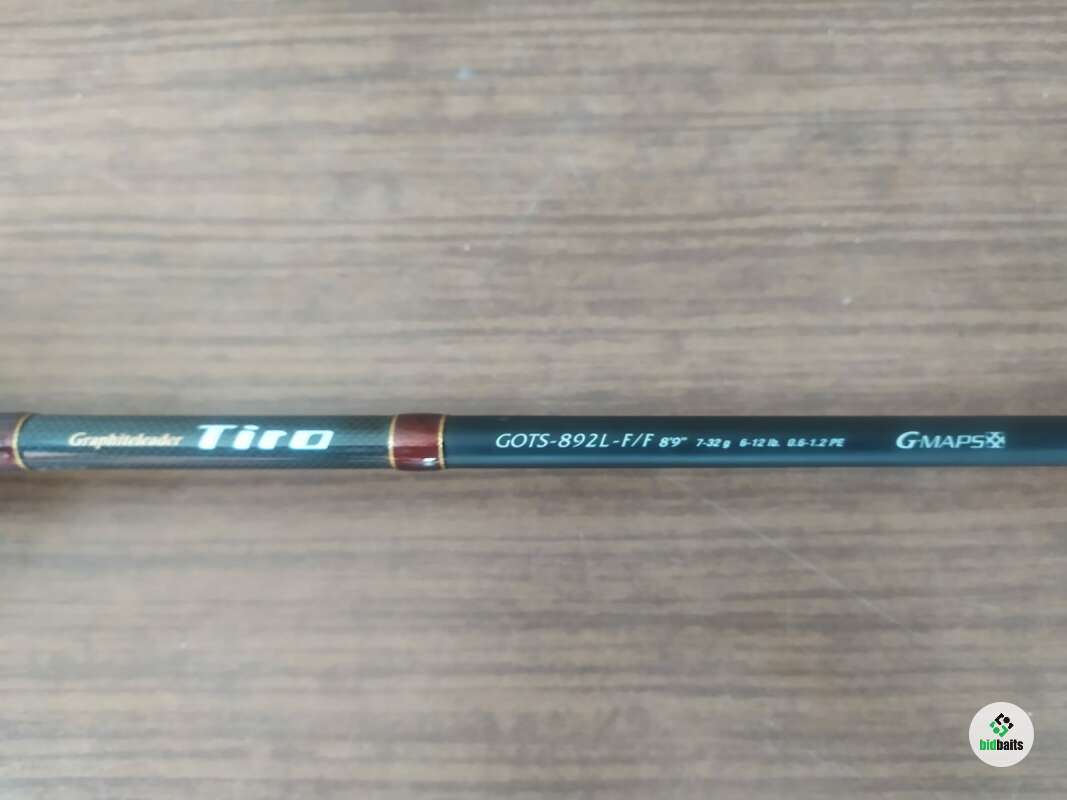 Graphiteleader Tiro GOTS-892L-F/F 8'9" 7-32 g 6-12 lb. 0.6-1.2 PE G-MAPS
bidbaits